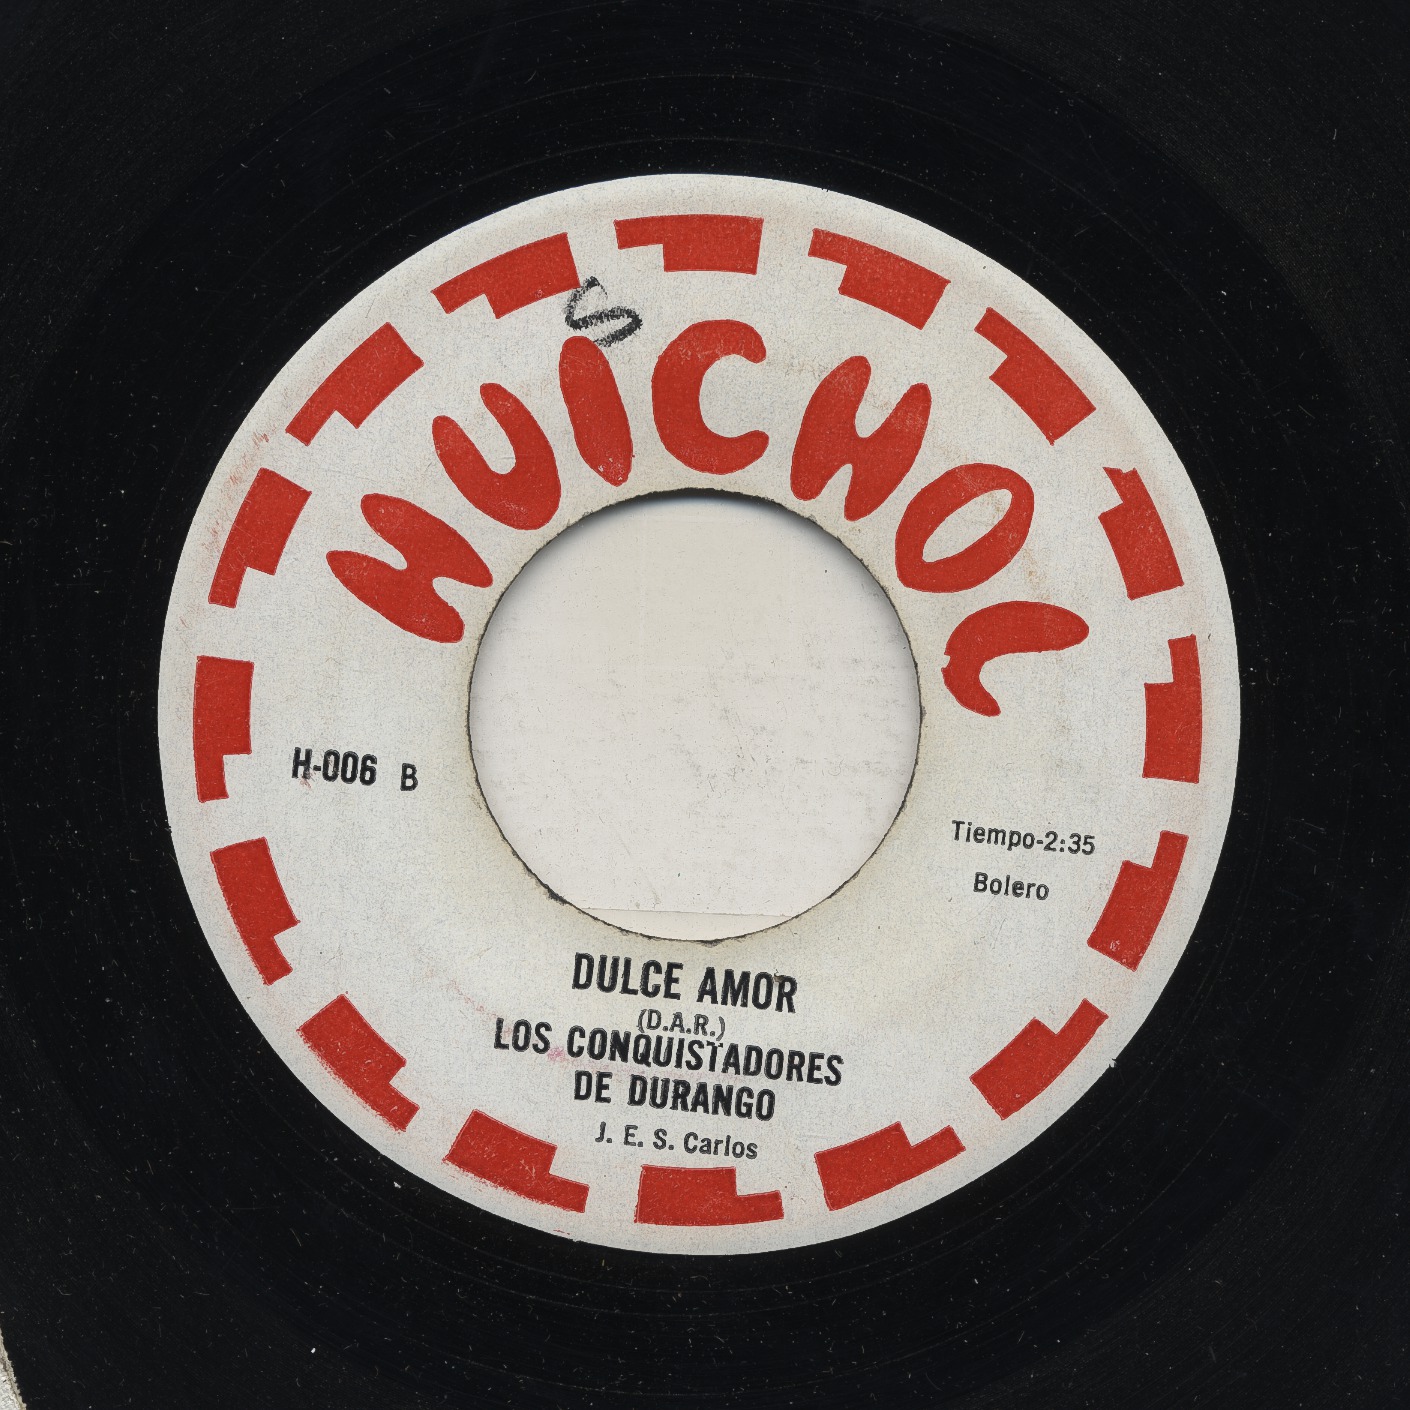 S
HUICHOL
H-006 B
Tiempo-2:35
Bolero
DULCE AMOR
(D.A.R.)
LOS CONQUISTADORES
DE DURANGO
J. E. S. Carlos